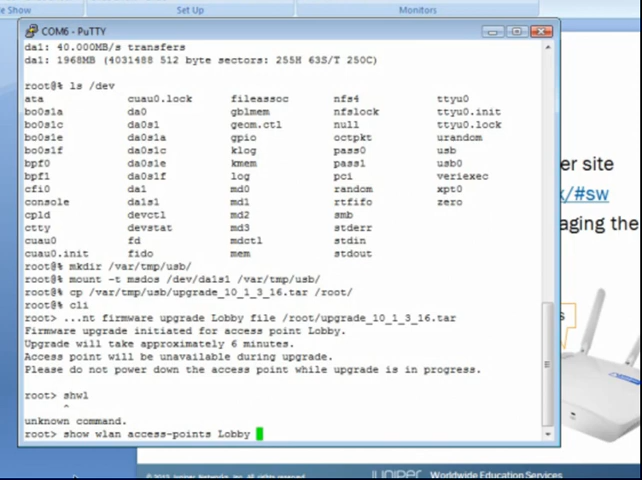 e Show
Set Up
Monitors
COM6 - PuTTY
da1: 40.000MB/s transfers
da1: 1968MB (4031488 512 byte sectors: 255H 63S/T 250C)
root@% ls /dev
ata cuau0.lock fileassoc nfs4 ttyu0
bo0s1a da0 gblmem nfslock ttyu0.init
bo0s1c da0s1 geom.ctl null ttyu0.lock
bo0s1e da0s1a gpio octpkt urandom
bo0s1f da0s1c klog pass0 usb
bpf0 da0s1e kmem pass1 usb0
bpf1 da0s1f log pci veriexec
cfi0 da1 md0 random xpt0
console da1s1 md1 rtfifo zero
cpld devctl md2 smb
ctty devstat md3 stderr
cuau0 fd mdctl stdin
cuau0.init fido mem stdout
root@% mkdir /var/tmp/usb/
root@% mount -t msdos /dev/da1s1 /var/tmp/usb/
root@% cp /var/tmp/usb/upgrade_10_1_3_16.tar /root/
root@% cli
root> ...nt firmware upgrade Lobby file /root/upgrade_10_1_3_16.tar
Firmware upgrade initiated for access point Lobby.
Upgrade will take approximately 6 minutes.
Access point will be unavailable during upgrade.
Please do not power down the access point while upgrade is in progress.
root> shwl
^
unknown command.
root> show wlan access-points Lobby
er site
/#sw
aging the
s
Worldwide Education Services